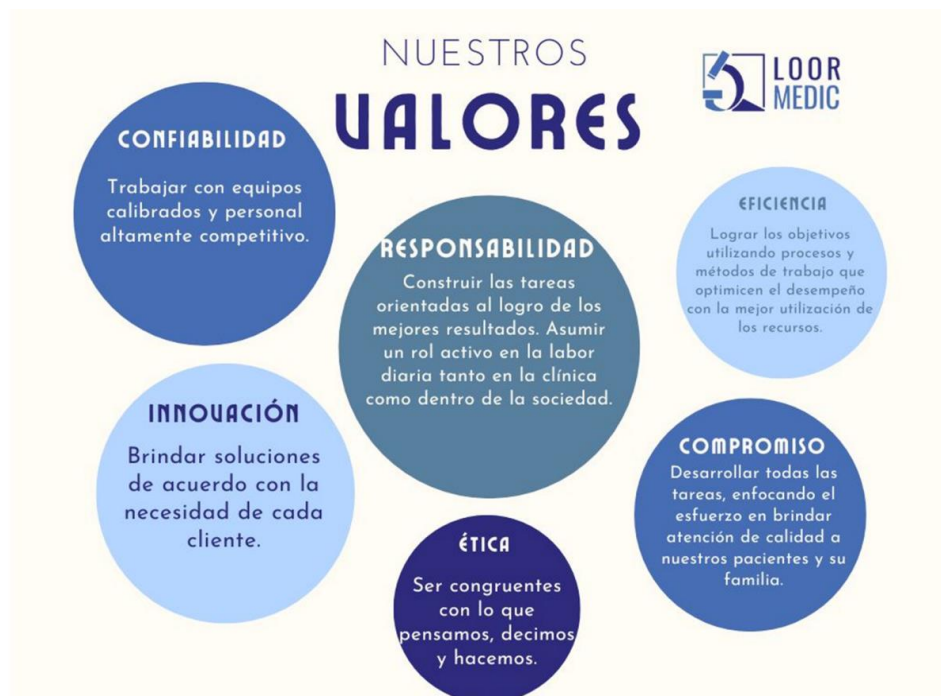 NUESTROS
VALORES
LOOR
MEDIC
CONFIABILIDAD
Trabajar con equipos
calibrados y personal
altamente competitivo.
RESPONSABILIDAD
Construir las tareas
orientadas al logro de los
mejores resultados. Asumir
un rol activo en la labor
diaria tanto en la clínica
como dentro de la sociedad.
EFICIENCIA
Lograr los objetivos
utilizando procesos y
métodos de trabajo que
optimicen el desempeño
con la mejor utilización de
los recursos.
INNOVACIÓN
Brindar soluciones
de acuerdo con la
necesidad de cada
cliente.
ÉTICA
Ser congruentes
con lo que
pensamos, decimos
y hacemos.
COMPROMISO
Desarrollar todas las
tareas, enfocando el
esfuerzo en brindar
atención de calidad a
nuestros pacientes y su
familia.